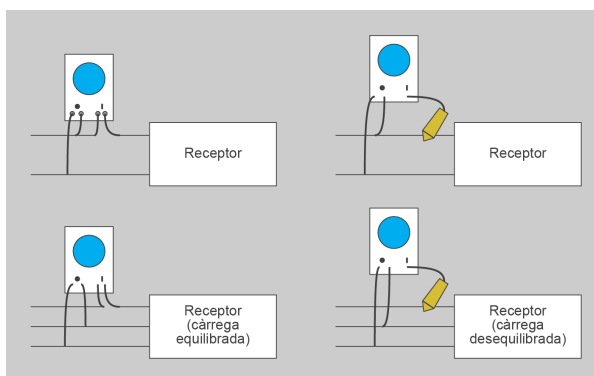 Receptor
Receptor
Receptor
(càrrega
equilibrada)
Receptor
(càrrega
desequilibrada)